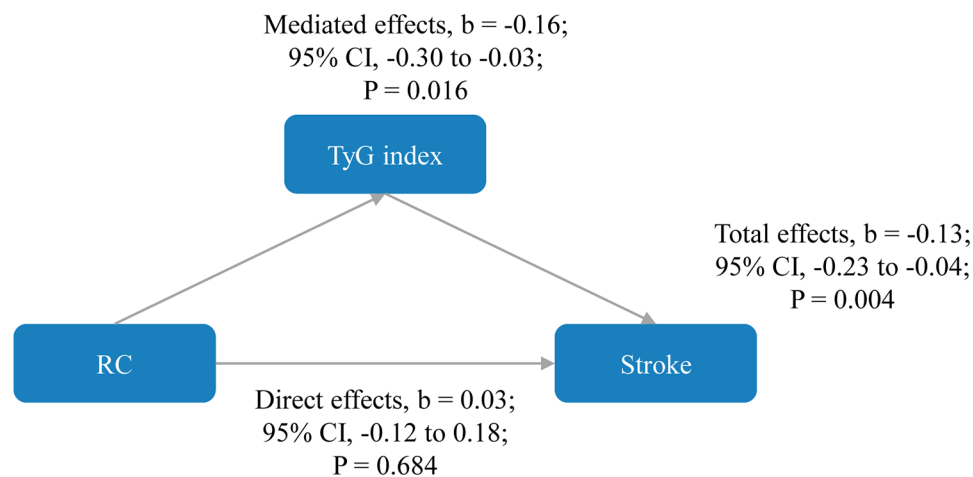 Mediated effects, b = -0.16;
95% CI, -0.30 to -0.03;
P = 0.016
TyG index
Total effects, b = -0.13;
95% CI, -0.23 to -0.04;
P = 0.004
RC
Stroke
Direct effects, b = 0.03;
95% CI, -0.12 to 0.18;
P = 0.684